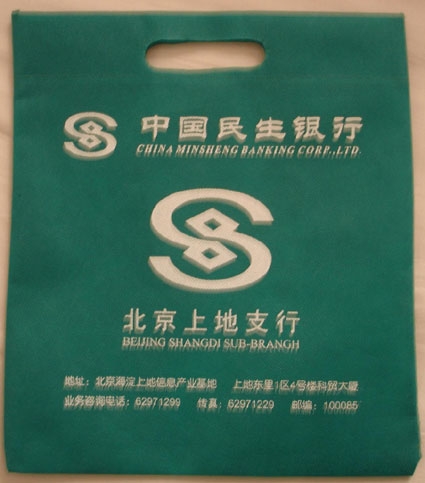 中国民生银行
CHINA MINSHENG BANKING CORP.,LTD.
北京上地支行
BEIJING SHANGDI SUB-BRANGH
地址：北京海淀上地信息产业基地 上地东里1区4号楼科贸大厦
业务咨询电话：62971299 传真：62971229 邮编：100085